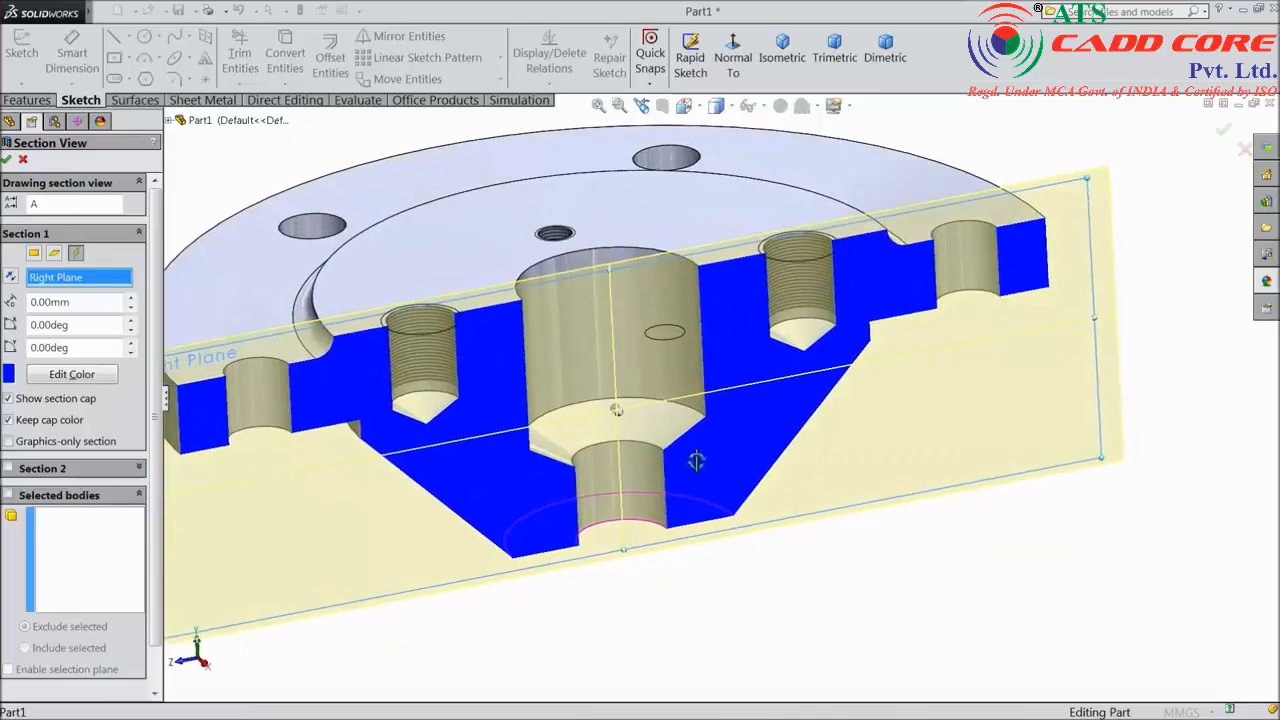 SOLIDWORKS
Part1 *
Search files and models
Sketch
Smart Dimension
Trim Entities
Convert Entities
Offset Entities
Mirror Entities
Linear Sketch Pattern
Move Entities
Display/Delete Relations
Repair Sketch
Quick Snaps
Rapid Sketch
Normal To
Isometric
Trimetric
Dimetric
®
ATS
CADD CORE
Pvt. Ltd.
Regd. Under MCA Govt. of INDIA & Certified by ISO
Features
Sketch
Surfaces
Sheet Metal
Direct Editing
Evaluate
Office Products
Simulation
Part1 (Default<<Def...
Section View
?
Drawing section view
A
Section 1
Right Plane
0.00mm
0.00deg
0.00deg
Edit Color
Show section cap
Keep cap color
Graphics-only section
Section 2
Selected bodies
Exclude selected
Include selected
Enable selection plane
ht Plane
Y
Z
X
Part1
Editing Part
MMGS